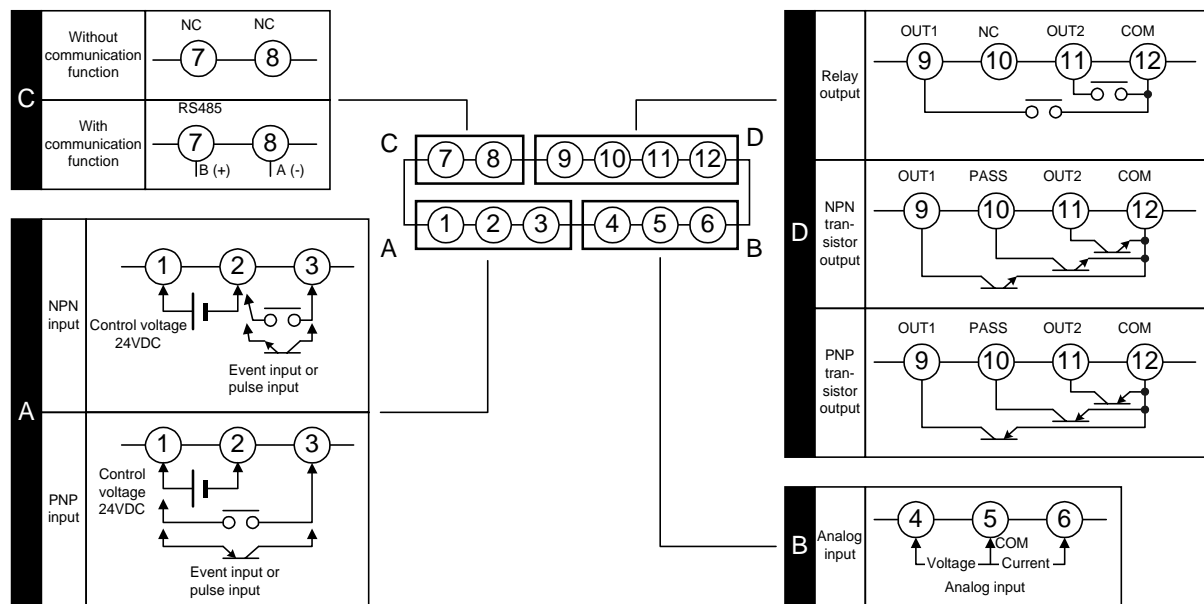 C
Without
communication
function
NC NC
7 8
With
communication
function
RS485
7 8
B (+) A (-)
A
NPN
input
1 2 3
Control voltage
24VDC
Event input or
pulse input
PNP
input
1 2 3
Control
voltage
24VDC
Event input or
pulse input
C D
7 8 9 10 11 12
1 2 3 4 5 6
A B
D
Relay
output
OUT1 NC OUT2 COM
9 10 11 12
NPN
tran-
sistor
output
OUT1 PASS OUT2 COM
9 10 11 12
PNP
tran-
sistor
output
OUT1 PASS OUT2 COM
9 10 11 12
B
Analog
input
4 5 6
COM
Voltage Current
Analog input